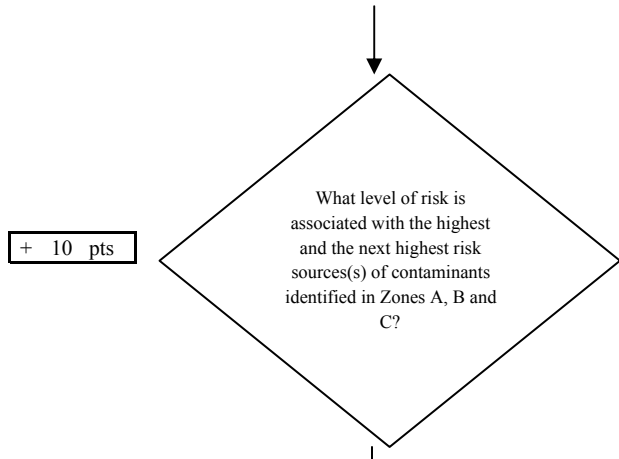 What level of risk is
associated with the highest
and the next highest risk
sources(s) of contaminants
identified in Zones A, B and
C?
+ 10 pts